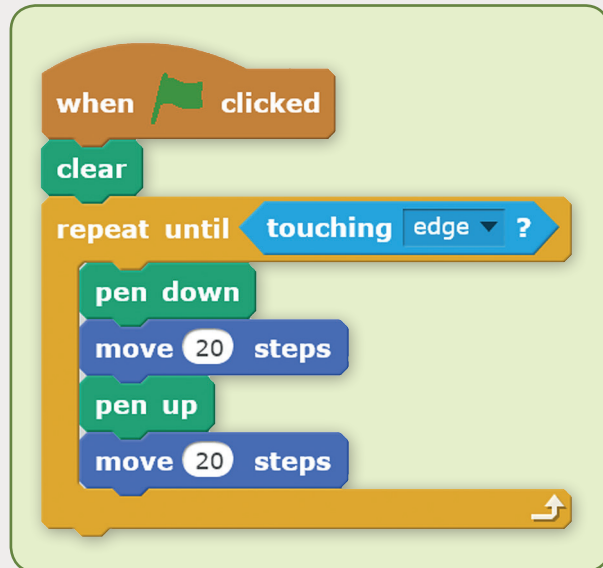 when clicked
clear
repeat until touching edge ?
pen down
move 20 steps
pen up
move 20 steps